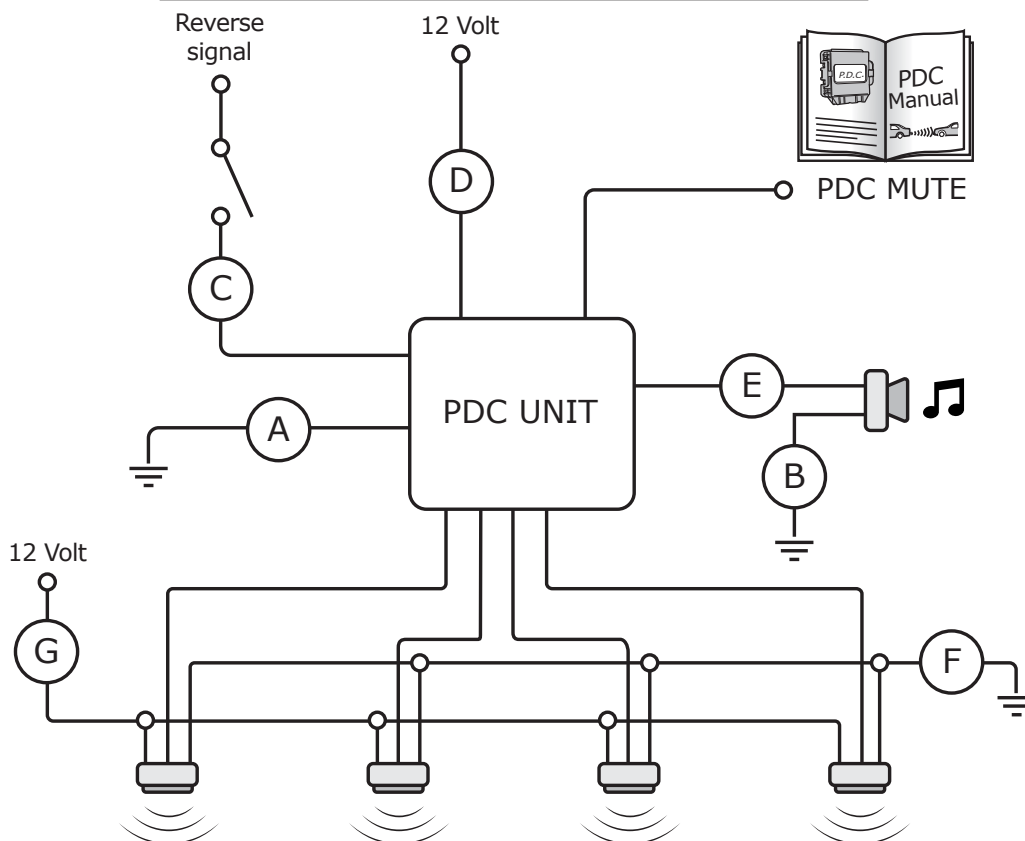 Reverse
signal
12 Volt
P.D.C.
PDC
Manual
D
PDC MUTE
C
E
PDC UNIT
A
B
12 Volt
G
F